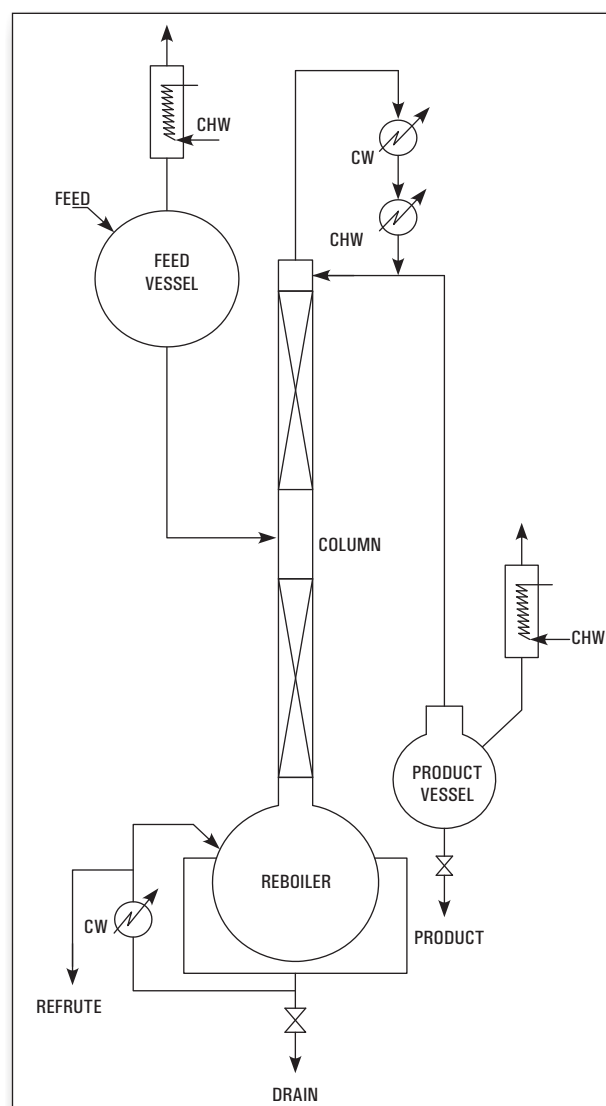 CHW
FEED
FEED
VESSEL
CW
CHW
COLUMN
CHW
PRODUCT
VESSEL
REBOILER
CW
PRODUCT
REFRUTE
DRAIN